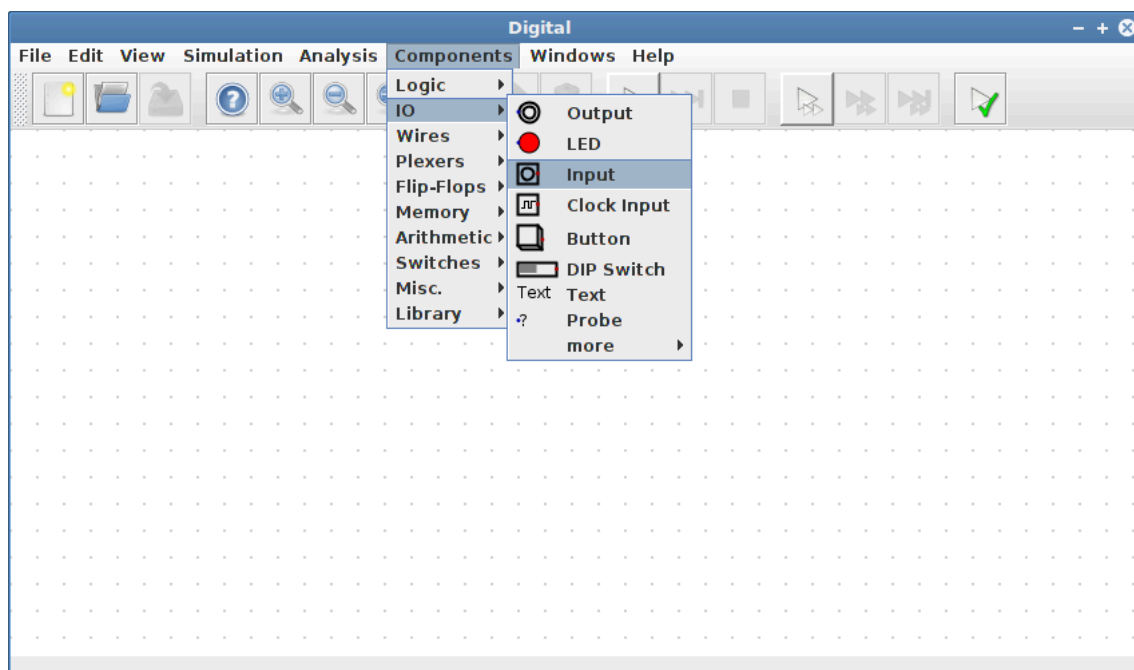 Digital
File Edit View Simulation Analysis Components Windows Help
Logic
IO
Wires
Plexers
Flip-Flops
Memory
Arithmetic
Switches
Misc.
Library
Output
LED
Input
Clock Input
Button
DIP Switch
Text Text
Probe
more